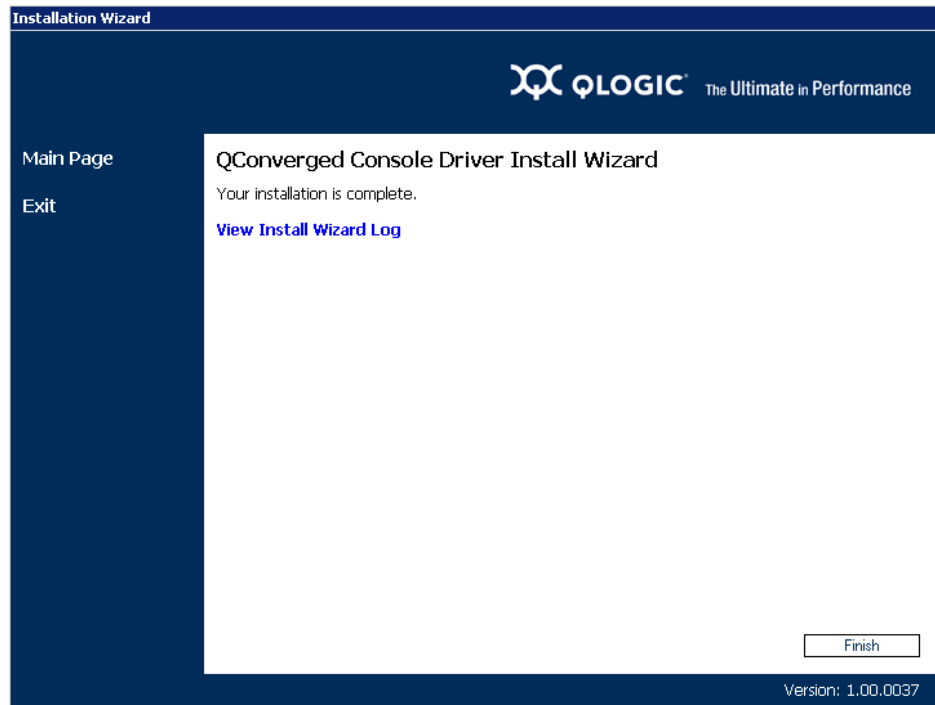 Installation Wizard
QLOGIC The Ultimate in Performance
Main Page
Exit
QConverged Console Driver Install Wizard
Your installation is complete.
View Install Wizard Log
Finish
Version: 1.00.0037